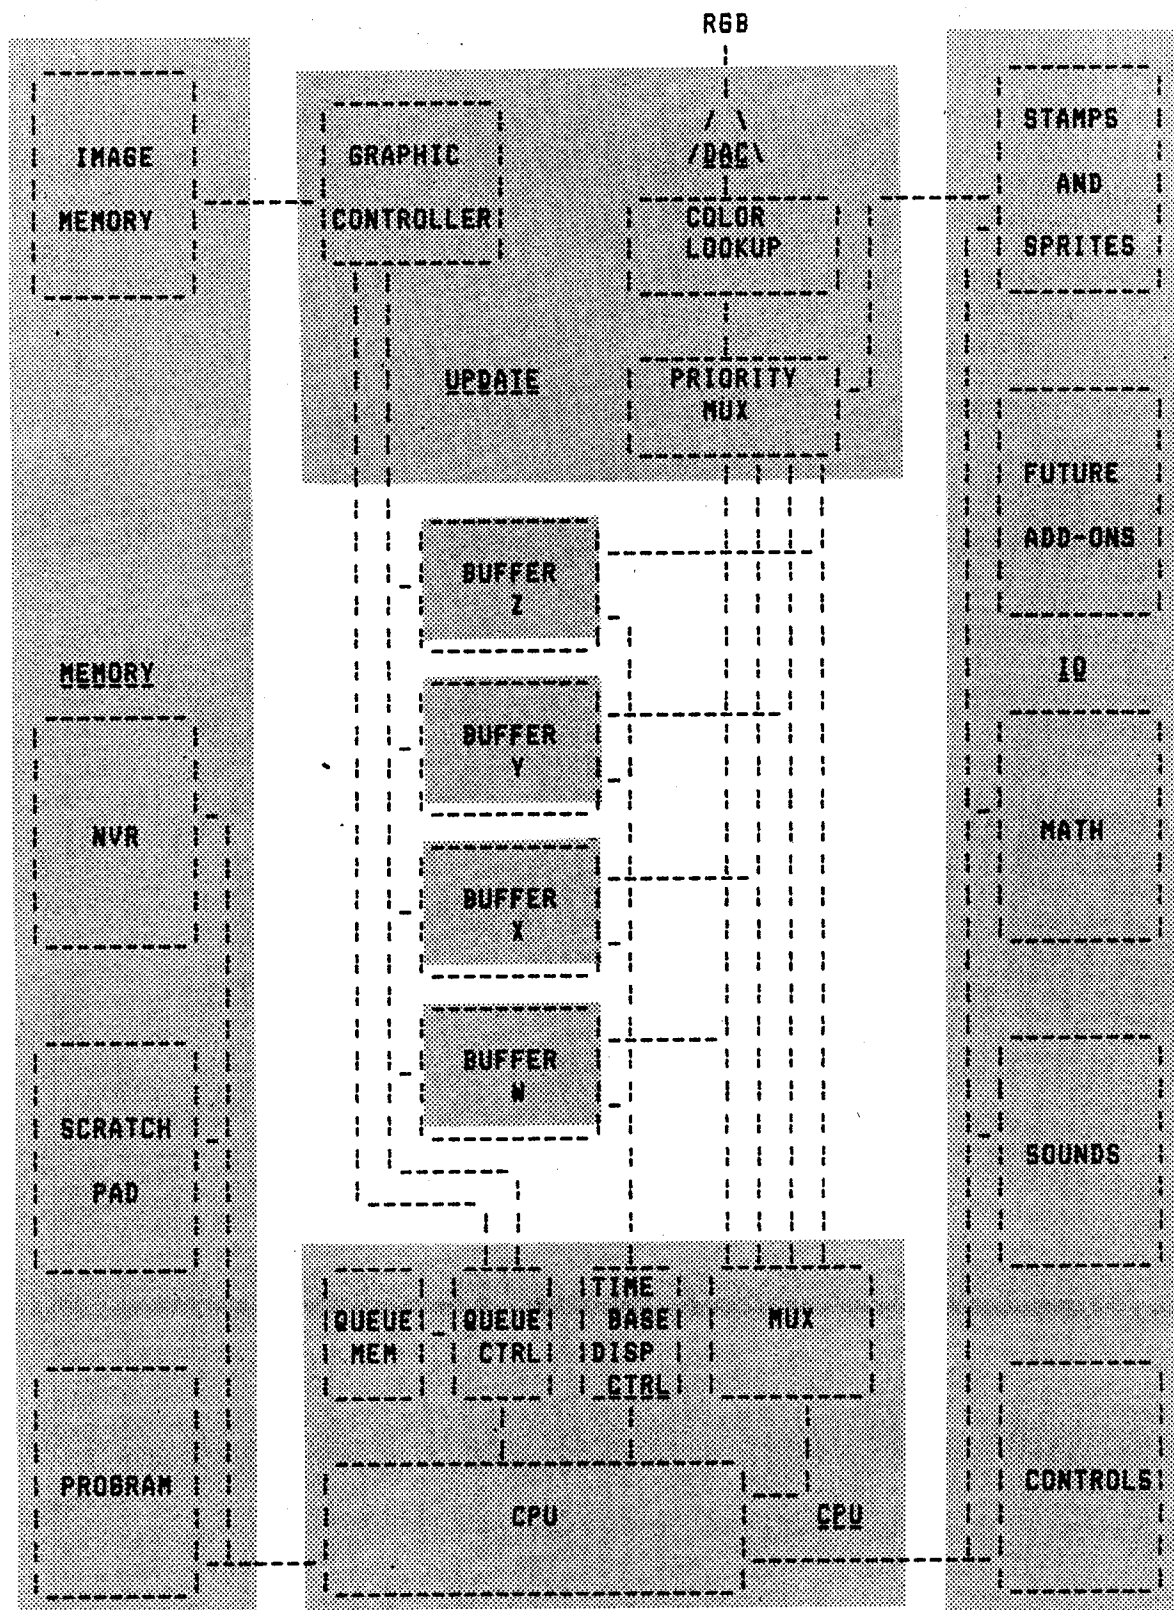 RGB
IMAGE
MEMORY
GRAPHIC
CONTROLLER
/DAC\
COLOR
LOOKUP
STAMPS
AND
SPRITES
UPDATE
PRIORITY
MUX
FUTURE
ADD-ONS
BUFFER
Z
MEMORY
IO
BUFFER
Y
NVR
MATH
BUFFER
X
BUFFER
W
SCRATCH
PAD
SOUNDS
QUEUE
MEM
QUEUE
CTRL
TIME
BASE
DISP
CTRL
MUX
PROGRAM
CPU
CPU
CONTROLS